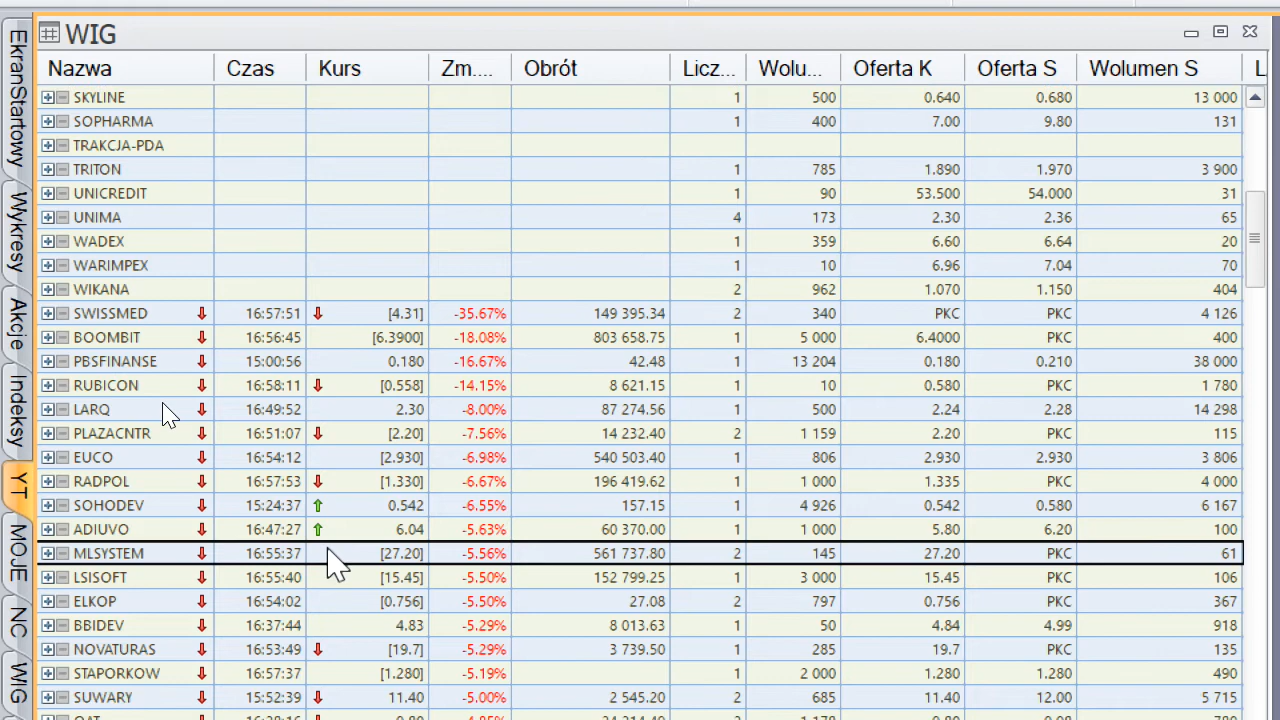 WIG
Nazwa Czas Kurs Zm.... Obrót Licz... Wolu... Oferta K Oferta S Wolumen S L
SKYLINE 1 500 0.640 0.680 13 000
SOPHARMA 1 400 7.00 9.80 131
TRAKCJA-PDA
TRITON 1 785 1.890 1.970 3 900
UNICREDIT 1 90 53.500 54.000 31
UNIMA 4 173 2.30 2.36 65
WADEX 1 359 6.60 6.64 20
WARIMPEX 1 10 6.96 7.04 70
WIKANA 2 962 1.070 1.150 404
SWISSMED 16:57:51 [4.31] -35.67% 149 395.34 2 340 PKC PKC 4 126
BOOMBIT 16:56:45 [6.3900] -18.08% 803 658.75 1 5 000 6.4000 PKC 400
PBSFINANSE 15:00:56 0.180 -16.67% 42.48 1 13 204 0.180 0.210 38 000
RUBICON 16:58:11 [0.558] -14.15% 8 621.15 1 10 0.580 PKC 1 780
LARQ 16:49:52 2.30 -8.00% 87 274.56 1 500 2.24 2.28 14 298
PLAZACNTR 16:51:07 [2.20] -7.56% 14 232.40 2 1 159 2.20 PKC 115
EUCO 16:54:12 [2.930] -6.98% 540 503.40 1 806 2.930 2.930 3 806
RADPOL 16:57:53 [1.330] -6.67% 196 419.62 1 1 000 1.335 PKC 4 000
SOHODEV 15:24:37 0.542 -6.55% 157.15 1 4 926 0.542 0.580 6 167
ADIUVO 16:47:27 6.04 -5.63% 60 370.00 1 1 000 5.80 6.20 100
MLSYSTEM 16:55:37 [27.20] -5.56% 561 737.80 2 145 27.20 PKC 61
LSISOFT 16:55:40 [15.45] -5.50% 152 799.25 1 3 000 15.45 PKC 106
ELKOP 16:54:02 [0.756] -5.50% 27.08 2 797 0.756 PKC 367
BBIDEV 16:37:44 4.83 -5.29% 8 013.63 1 50 4.84 4.99 918
NOVATURAS 16:53:49 [19.7] -5.29% 3 739.50 1 285 19.7 PKC 135
STAPORKOW 16:57:37 [1.280] -5.19% 1 2 000 1.280 1.280 490
SUWARY 15:52:39 11.40 -5.00% 2 545.20 2 685 11.40 12.00 5 715
EkranStartowy
Wykresy
Akcje
Indeksy
YT
MOJE
NC
WIG